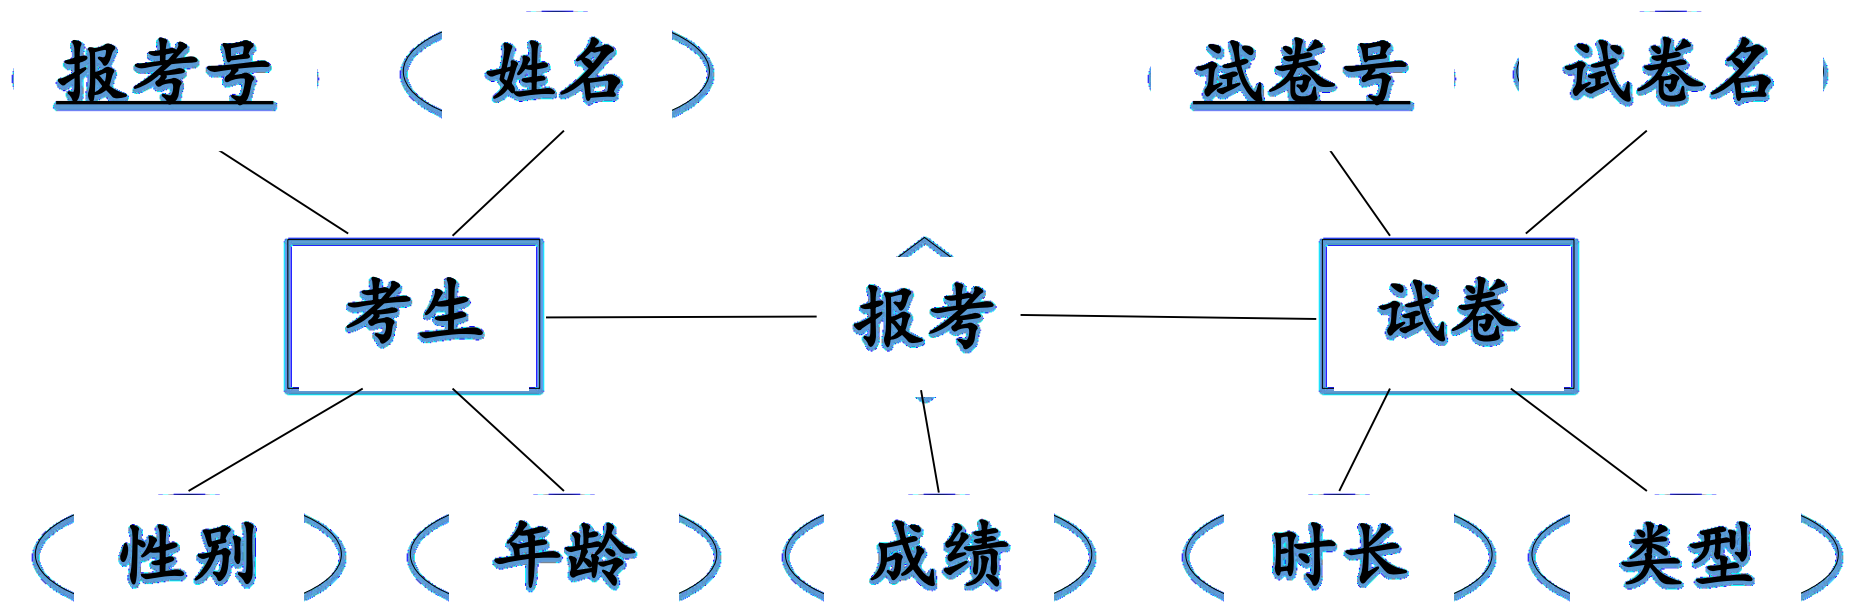 报考号
姓名
试卷号
试卷名
考生
报考
试卷
性别
年龄
成绩
时长
类型